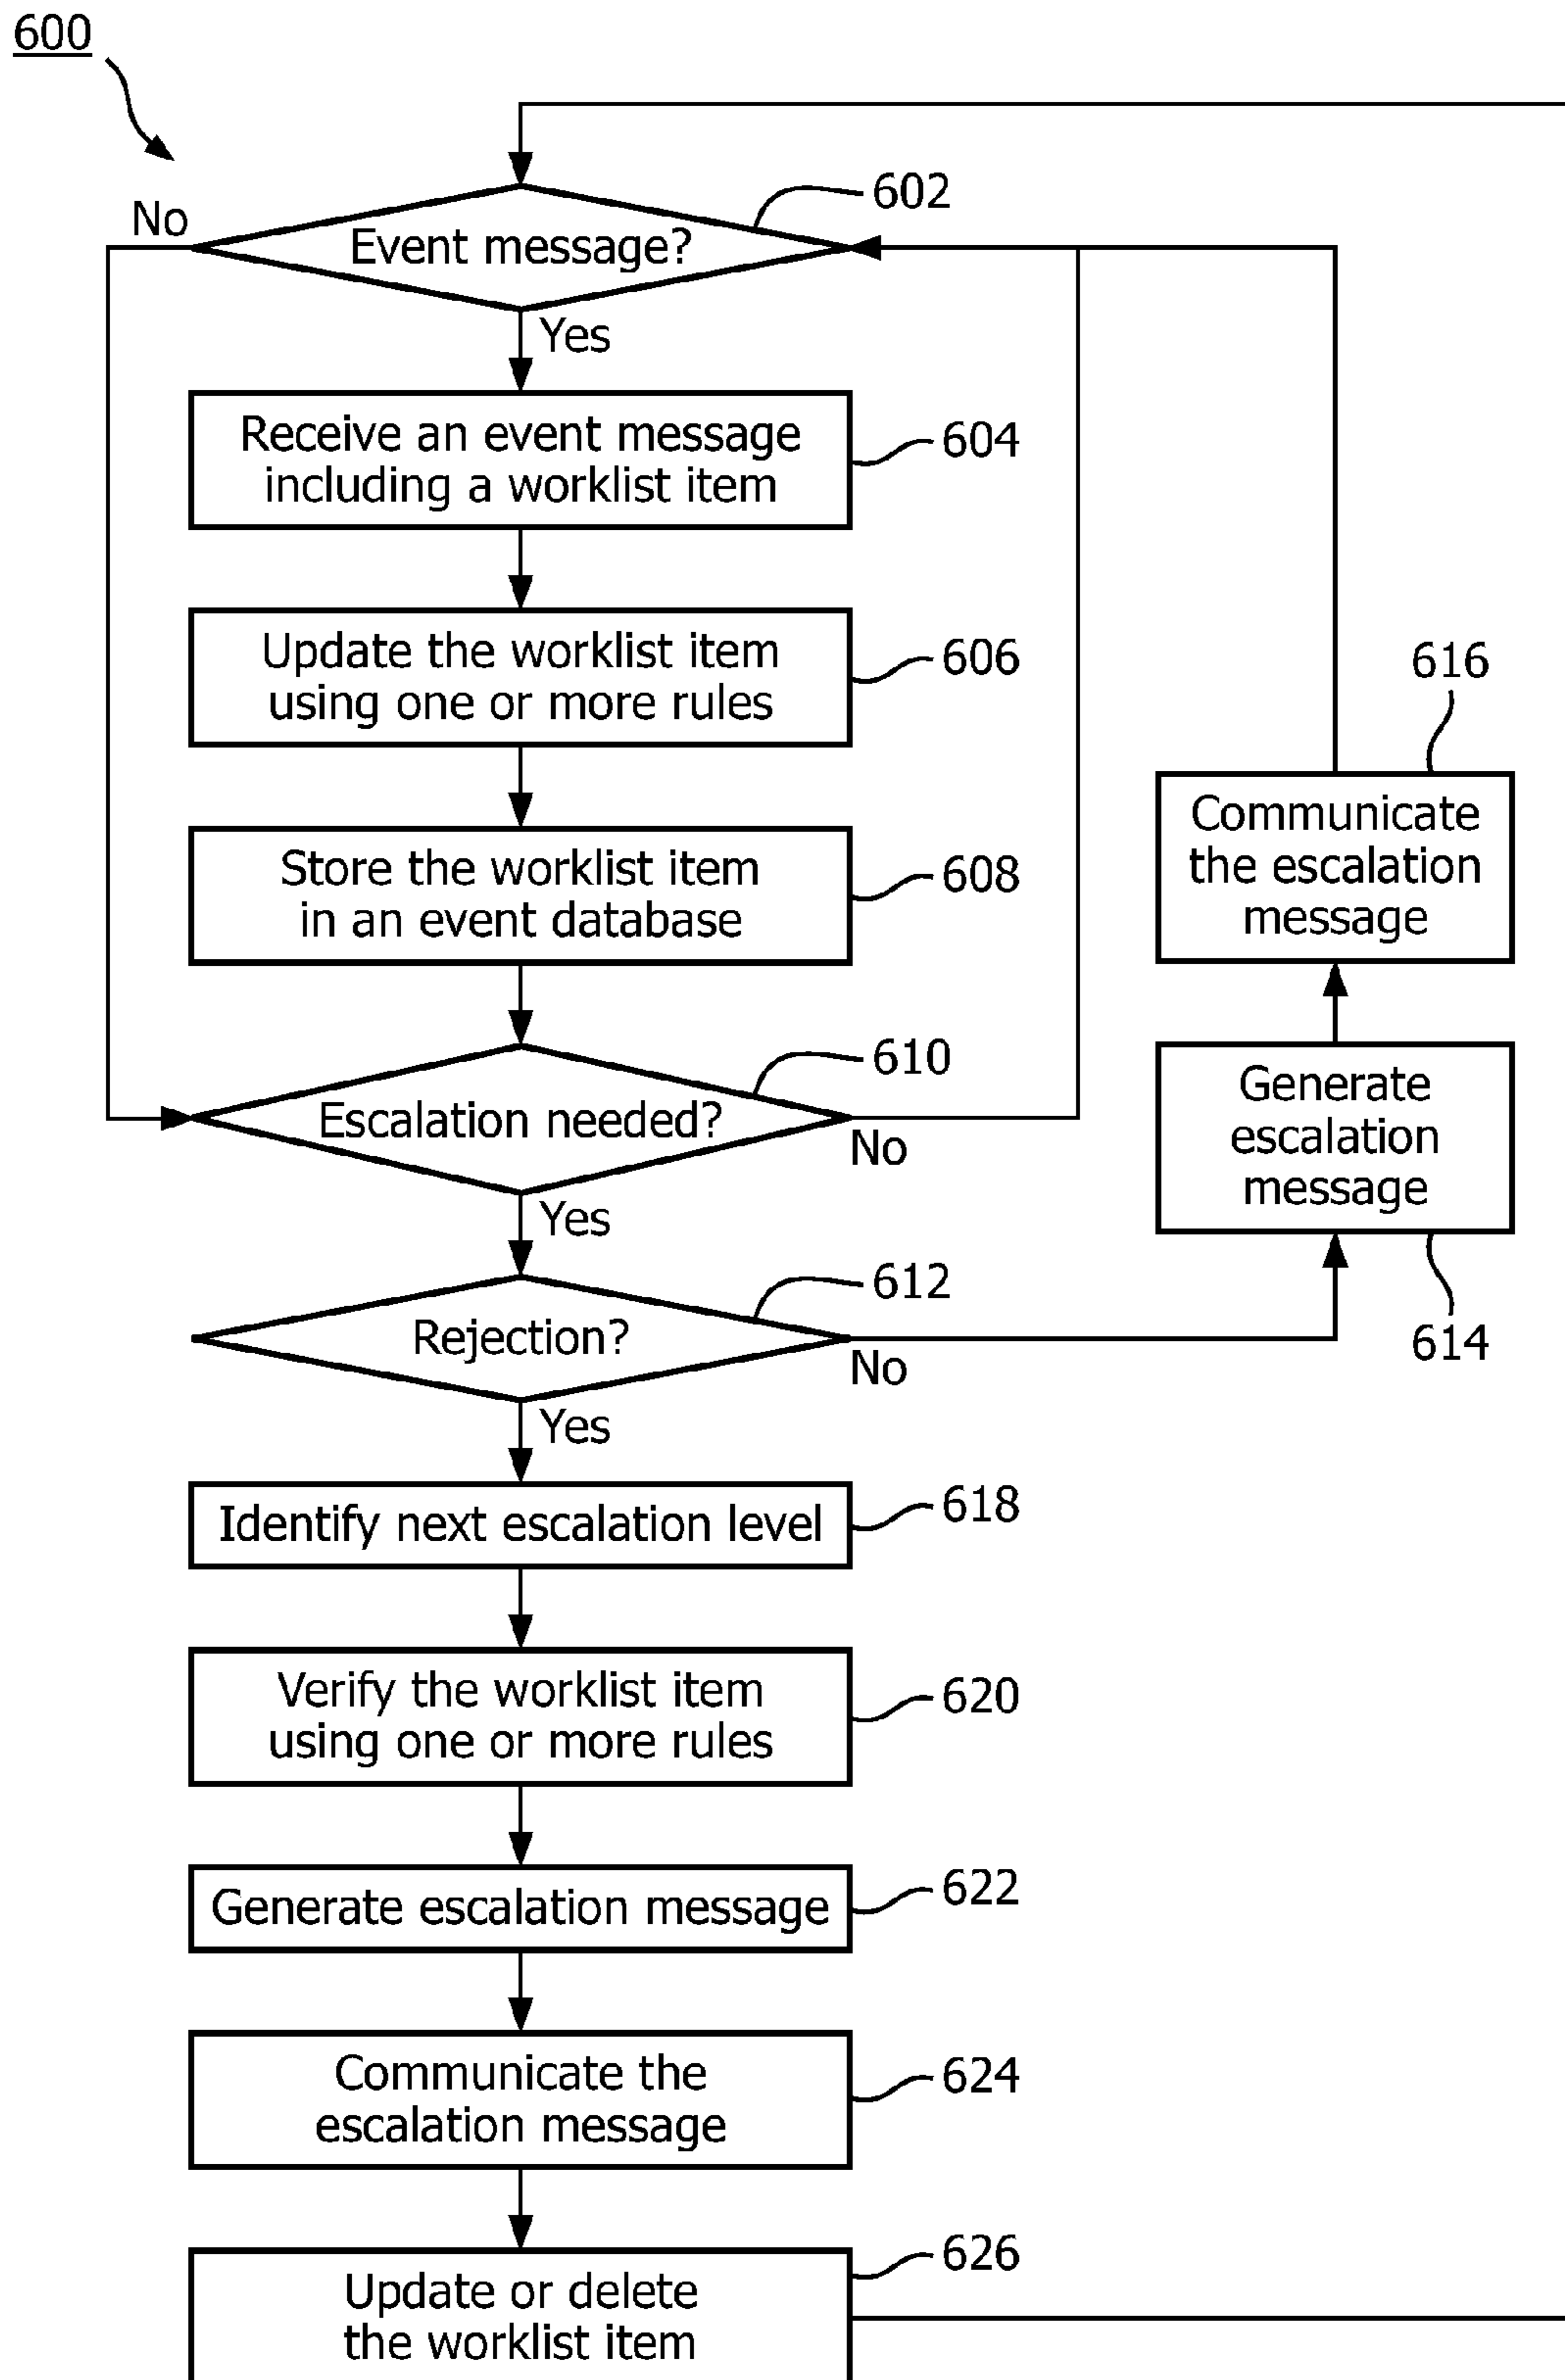 600
602
No
Event message?
Yes
Receive an event message
including a worklist item
604
Update the worklist item
using one or more rules
606
616
Communicate
the escalation
message
Store the worklist item
in an event database
608
610
Escalation needed?
No
Generate
escalation
message
Yes
612
Rejection?
No
614
Yes
Identify next escalation level
618
Verify the worklist item
using one or more rules
620
Generate escalation message
622
Communicate the
escalation message
624
Update or delete
the worklist item
626